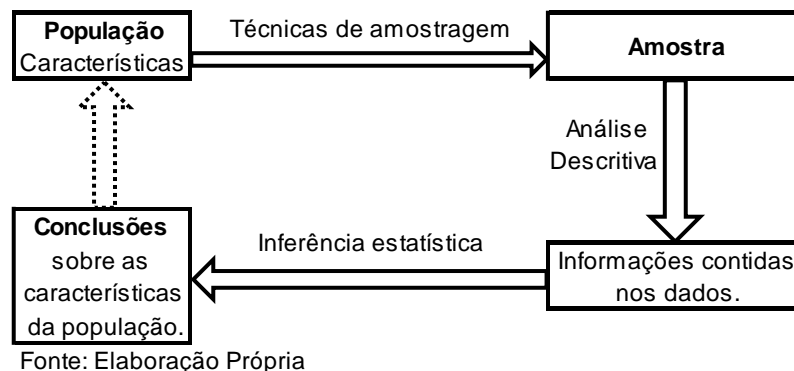 População
Características
Técnicas de amostragem
Amostra
Análise
Descritiva
Informações contidas
nos dados.
Inferência estatística
Conclusões
sobre as
características
da população.
Fonte: Elaboração Própria